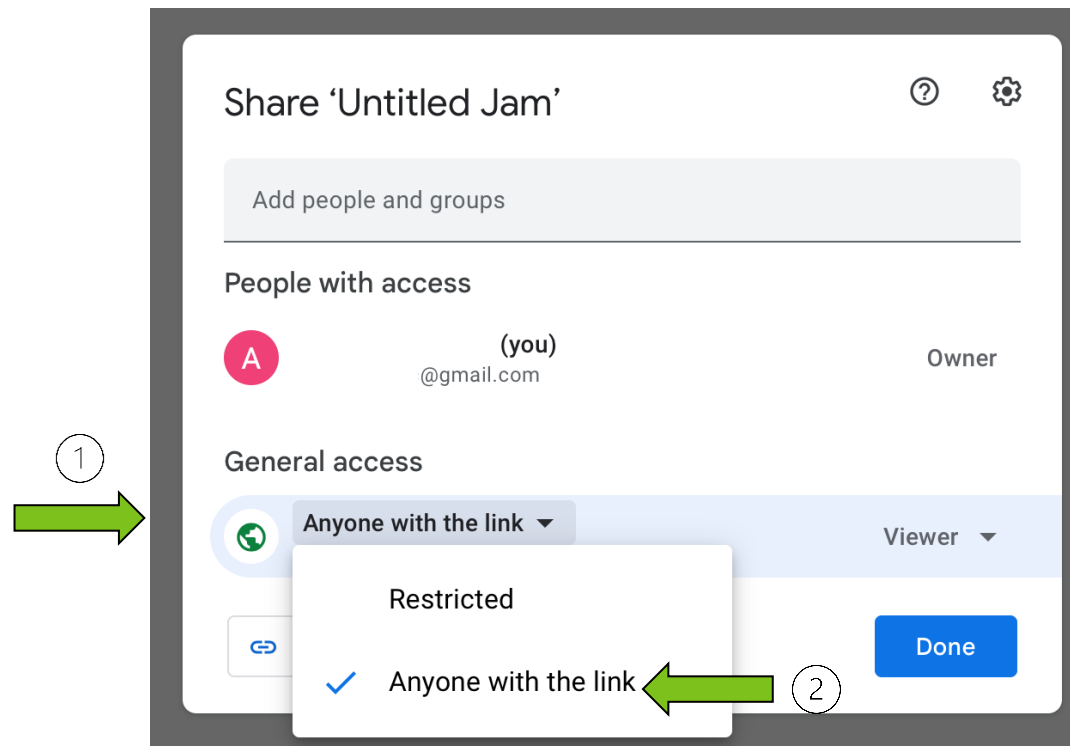 Share ‘Untitled Jam’
Add people and groups
People with access
A
(you)
@gmail.com
Owner
1
General access
Anyone with the link
Viewer
Restricted
Anyone with the link
2
Done